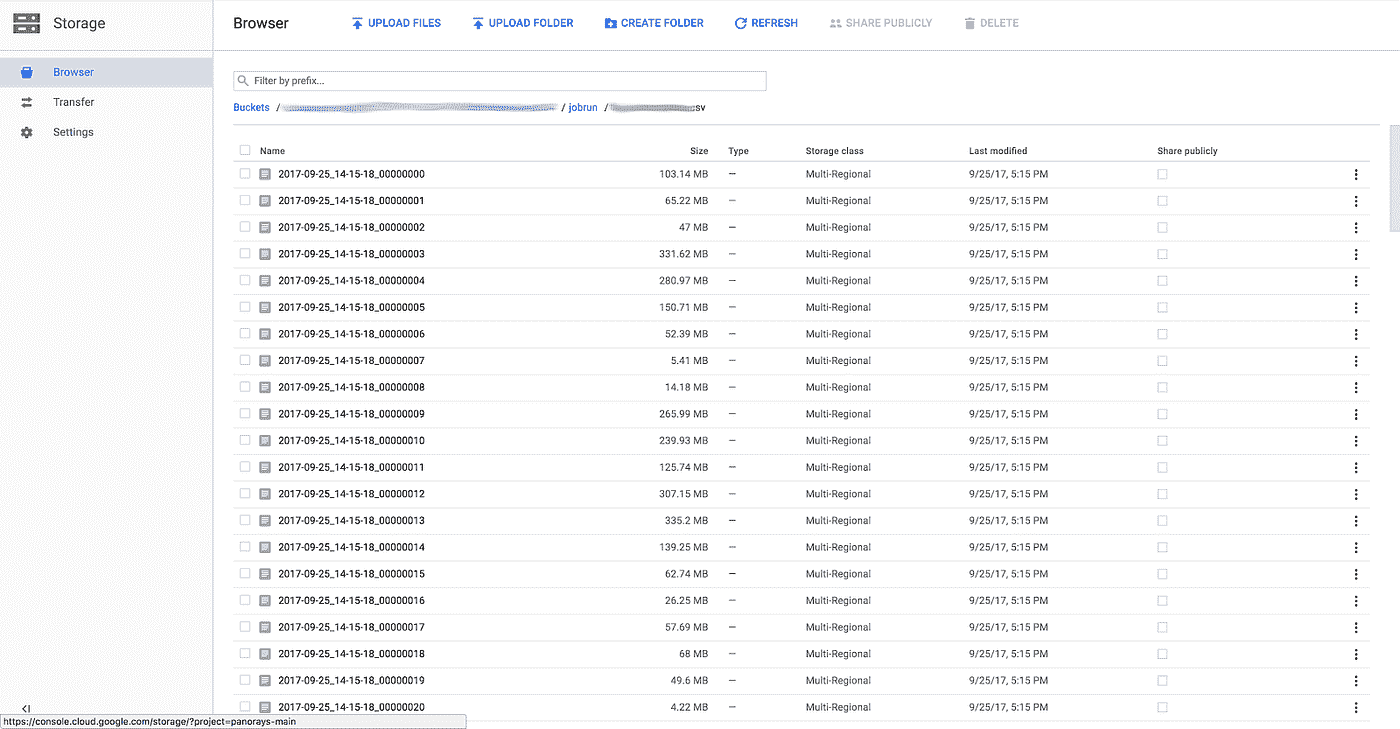 Storage
Browser
UPLOAD FILES UPLOAD FOLDER CREATE FOLDER REFRESH SHARE PUBLICLY DELETE
Browser
Transfer
Settings
Filter by prefix...
Buckets / / jobrun / sv
Name Size Type Storage class Last modified Share publicly
2017-09-25_14-15-18_00000000 103.14 MB — Multi-Regional 9/25/17, 5:15 PM
2017-09-25_14-15-18_00000001 65.22 MB — Multi-Regional 9/25/17, 5:15 PM
2017-09-25_14-15-18_00000002 47 MB — Multi-Regional 9/25/17, 5:15 PM
2017-09-25_14-15-18_00000003 331.62 MB — Multi-Regional 9/25/17, 5:15 PM
2017-09-25_14-15-18_00000004 280.97 MB — Multi-Regional 9/25/17, 5:15 PM
2017-09-25_14-15-18_00000005 150.71 MB — Multi-Regional 9/25/17, 5:15 PM
2017-09-25_14-15-18_00000006 52.39 MB — Multi-Regional 9/25/17, 5:15 PM
2017-09-25_14-15-18_00000007 5.41 MB — Multi-Regional 9/25/17, 5:15 PM
2017-09-25_14-15-18_00000008 14.18 MB — Multi-Regional 9/25/17, 5:15 PM
2017-09-25_14-15-18_00000009 265.99 MB — Multi-Regional 9/25/17, 5:15 PM
2017-09-25_14-15-18_00000010 239.93 MB — Multi-Regional 9/25/17, 5:15 PM
2017-09-25_14-15-18_00000011 125.74 MB — Multi-Regional 9/25/17, 5:15 PM
2017-09-25_14-15-18_00000012 307.15 MB — Multi-Regional 9/25/17, 5:15 PM
2017-09-25_14-15-18_00000013 335.2 MB — Multi-Regional 9/25/17, 5:15 PM
2017-09-25_14-15-18_00000014 139.25 MB — Multi-Regional 9/25/17, 5:15 PM
2017-09-25_14-15-18_00000015 62.74 MB — Multi-Regional 9/25/17, 5:15 PM
2017-09-25_14-15-18_00000016 26.25 MB — Multi-Regional 9/25/17, 5:15 PM
2017-09-25_14-15-18_00000017 57.69 MB — Multi-Regional 9/25/17, 5:15 PM
2017-09-25_14-15-18_00000018 68 MB — Multi-Regional 9/25/17, 5:15 PM
2017-09-25_14-15-18_00000019 49.6 MB — Multi-Regional 9/25/17, 5:15 PM
2017-09-25_14-15-18_00000020 4.22 MB — Multi-Regional 9/25/17, 5:15 PM
https://console.cloud.google.com/storage/?project=panorays-main